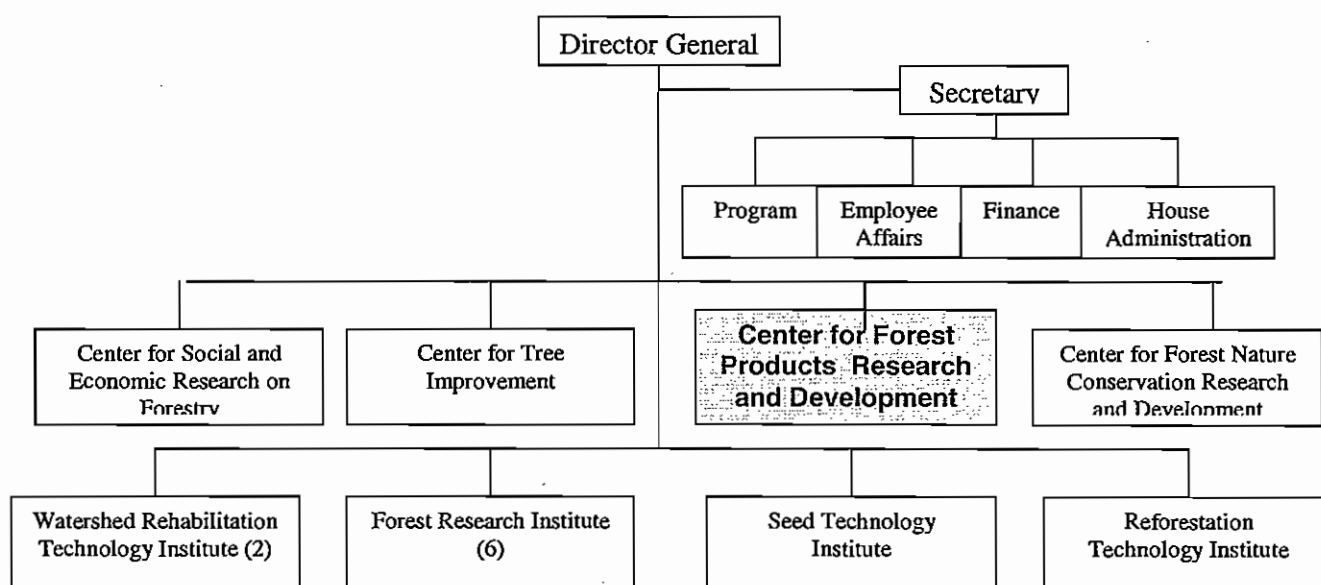 Director General
Secretary
Program
Employee
Affairs
Finance
House
Administration
Center for Social and
Economic Research on
Forestry
Center for Tree
Improvement
Center for Forest
Products Research
and Development
Center for Forest Nature
Conservation Research
and Development
Watershed Rehabilitation
Technology Institute (2)
Forest Research Institute
(6)
Seed Technology
Institute
Reforestation
Technology Institute